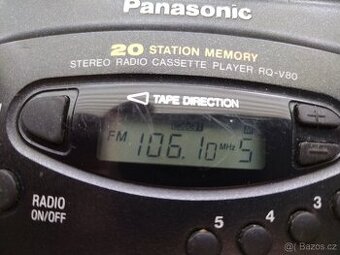 Panasonic
20 STATION MEMORY
STEREO RADIO CASSETTE PLAYER RQ-V80
TAPE DIRECTION
FM 106.10 MHz 5
RADIO
ON/OFF
5 4 3
bazos.cz